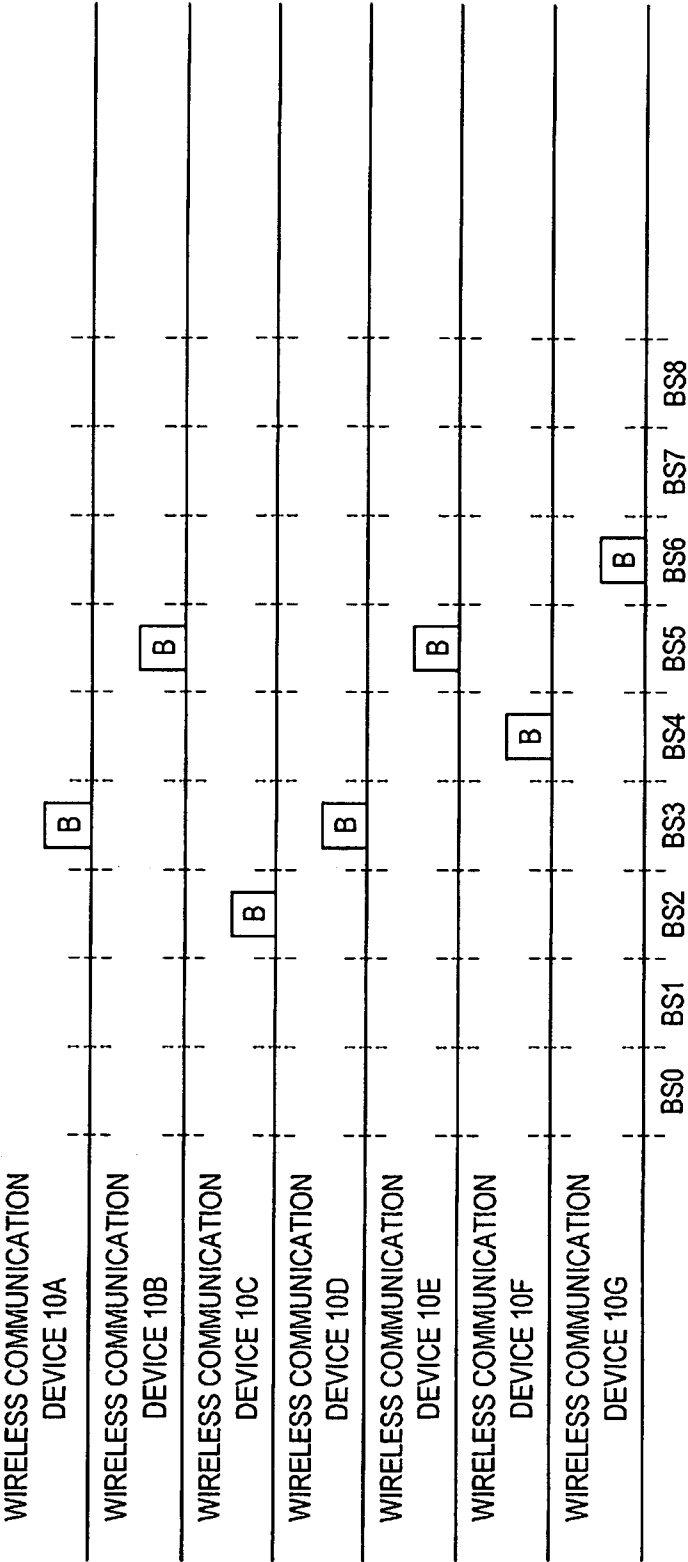 WIRELESS COMMUNICATION
DEVICE 10A
B
WIRELESS COMMUNICATION
DEVICE 10B
B
WIRELESS COMMUNICATION
DEVICE 10C
B
WIRELESS COMMUNICATION
DEVICE 10D
B
WIRELESS COMMUNICATION
DEVICE 10E
B
WIRELESS COMMUNICATION
DEVICE 10F
B
WIRELESS COMMUNICATION
DEVICE 10G
B
BS0 BS1 BS2 BS3 BS4 BS5 BS6 BS7 BS8